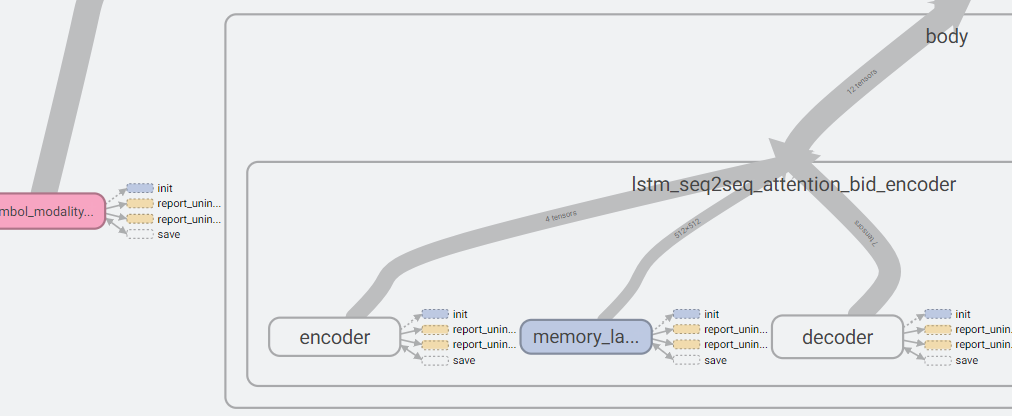 body
12 tensors
lstm_seq2seq_attention_bid_encoder
init
mbol_modality...
report_unin...
report_unin...
save
4 tensors
512×512
7 tensors
encoder
init
report_unin...
report_unin...
save
memory_la...
init
report_unin...
report_unin...
save
decoder
init
report_unin...
report_unin...
save